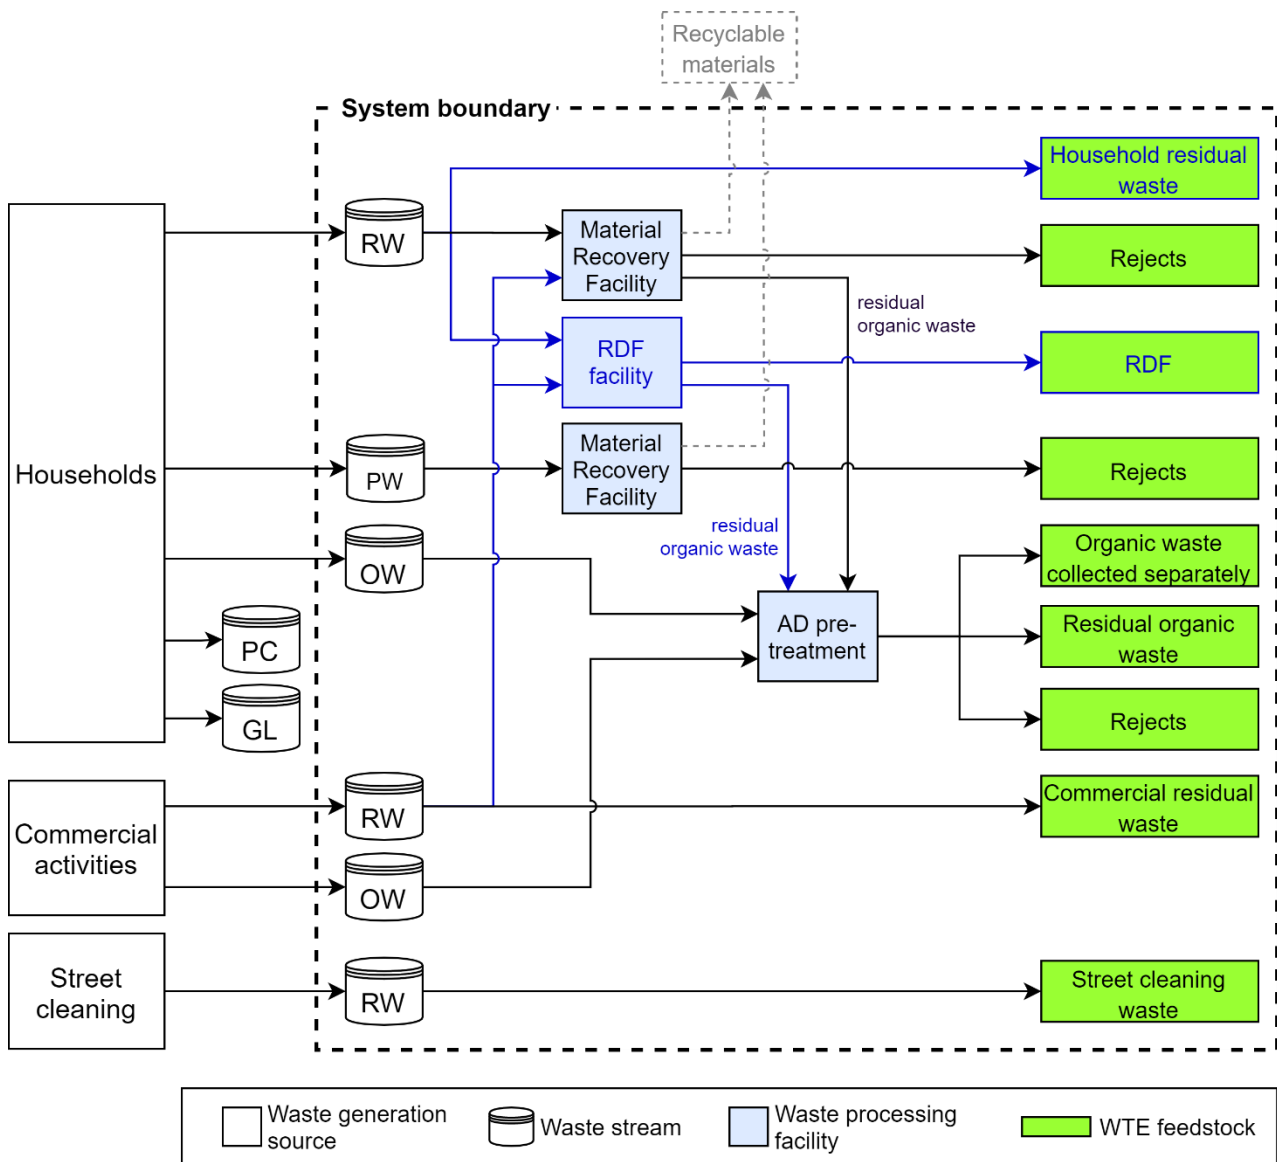 Recyclable
materials
System boundary
Household residual
waste
RW
Material
Recovery
Facility
Rejects
residual
organic waste
RDF
facility
RDF
Households
PW
Material
Recovery
Facility
Rejects
residual
organic waste
OW
Organic waste
collected separately
PC
AD pre-
treatment
Residual organic
waste
GL
Rejects
Commercial
activities
RW
Commercial residual
waste
OW
Street
cleaning
RW
Street cleaning
waste
Waste generation
source
Waste stream
Waste processing
facility
WTE feedstock